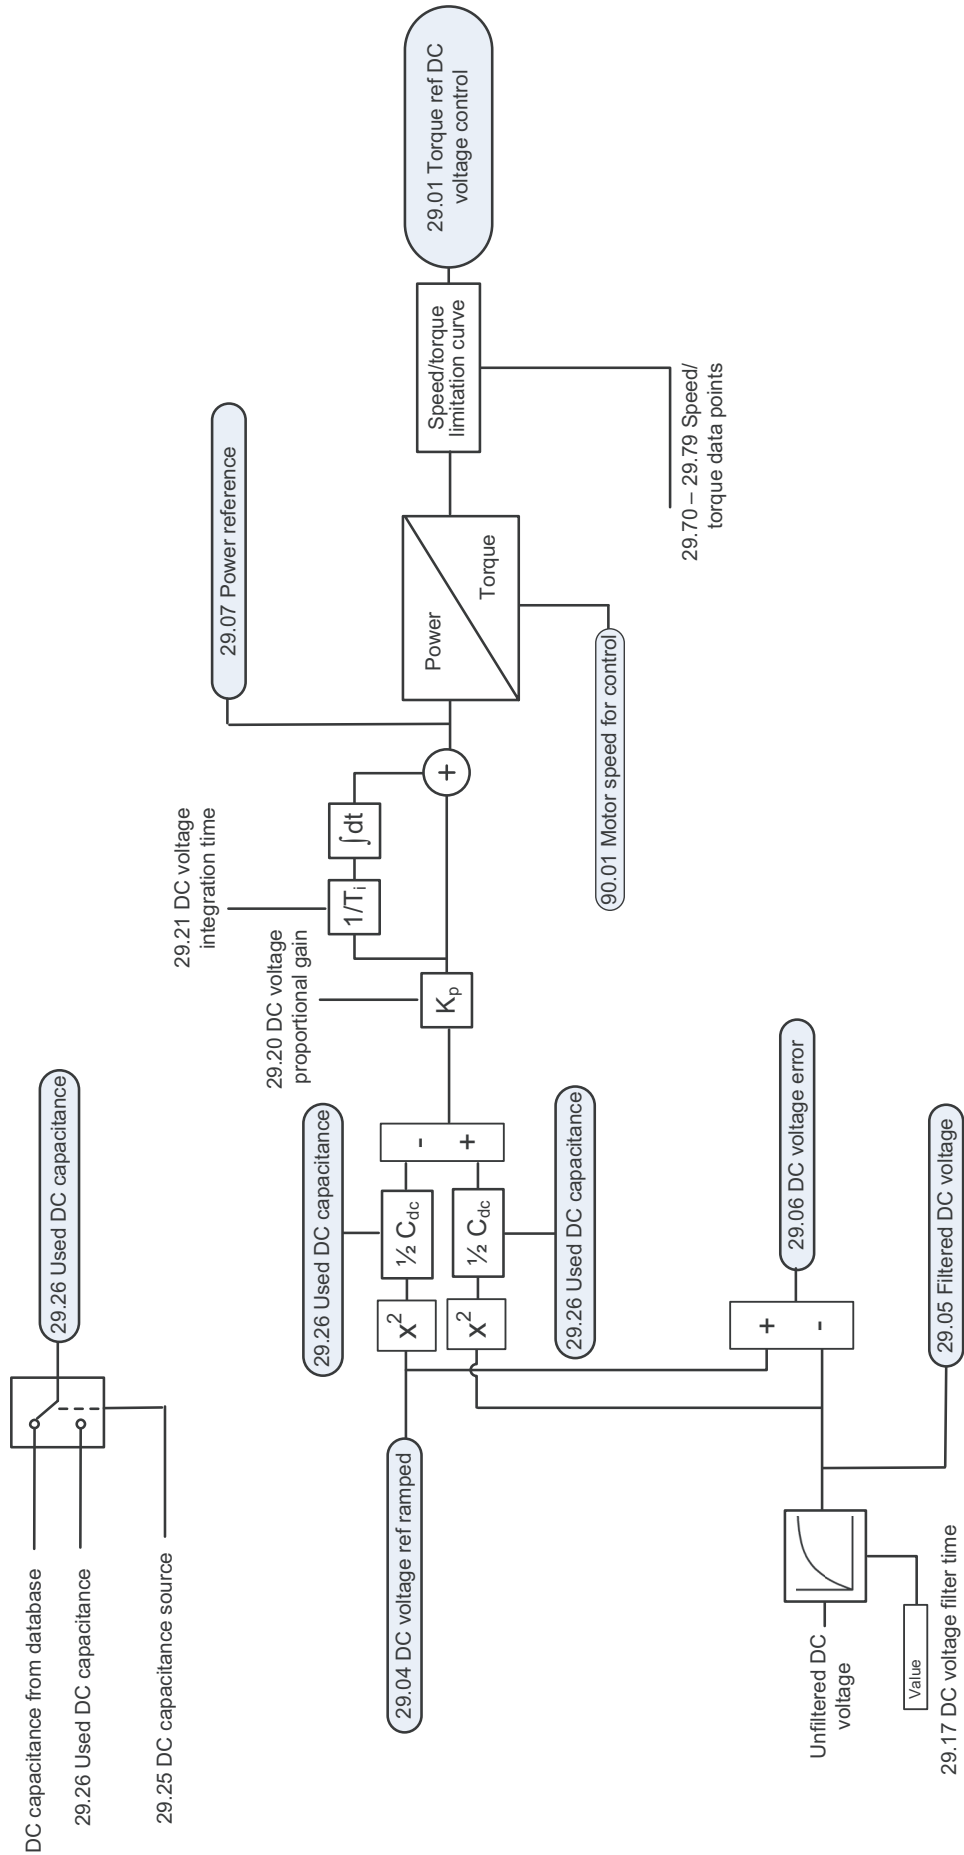 DC capacitance from database
29.26 Used DC capacitance
29.25 DC capacitance source
29.26 Used DC capacitance
29.21 DC voltage
integration time
29.07 Power reference
29.20 DC voltage
proportional gain
1/Tᵢ
∫dt
29.26 Used DC capacitance
29.04 DC voltage ref ramped
x²
½ C_dc
-
x²
½ C_dc
+
K_p
+
Power
Torque
Speed/torque
limitation curve
29.01 Torque ref DC
voltage control
29.26 Used DC capacitance
90.01 Motor speed for control
29.70 – 29.79 Speed/
torque data points
+
-
29.06 DC voltage error
Unfiltered DC
voltage
Value
29.17 DC voltage filter time
29.05 Filtered DC voltage